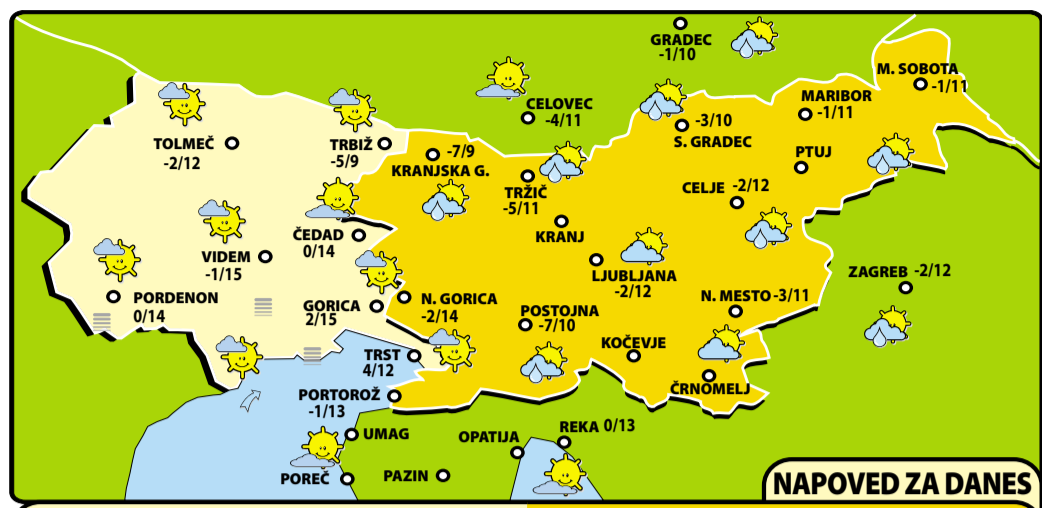 GRADEC
-1/10
M. SOBOTA
-1/11
MARIBOR
-1/11
CELOVEC
-4/11
-3/10
S. GRADEC
TOLMEČ
-2/12
TRBIŽ
-5/9
-7/9
KRANJSKA G.
PTUJ
TRŽIČ
-5/11
CELJE -2/12
ČEDAD
0/14
KRANJ
VIDEM
-1/15
LJUBLJANA
-2/12
ZAGREB -2/12
PORDENON
0/14
GORICA
2/15
N. GORICA
-2/14
POSTOJNA
-7/10
N. MESTO -3/11
KOČEVJE
TRST
4/12
ČRNOMELJ
PORTOROŽ
-1/13
UMAG
OPATIJA
REKA 0/13
POREČ
PAZIN
NAPOVED ZA DANES